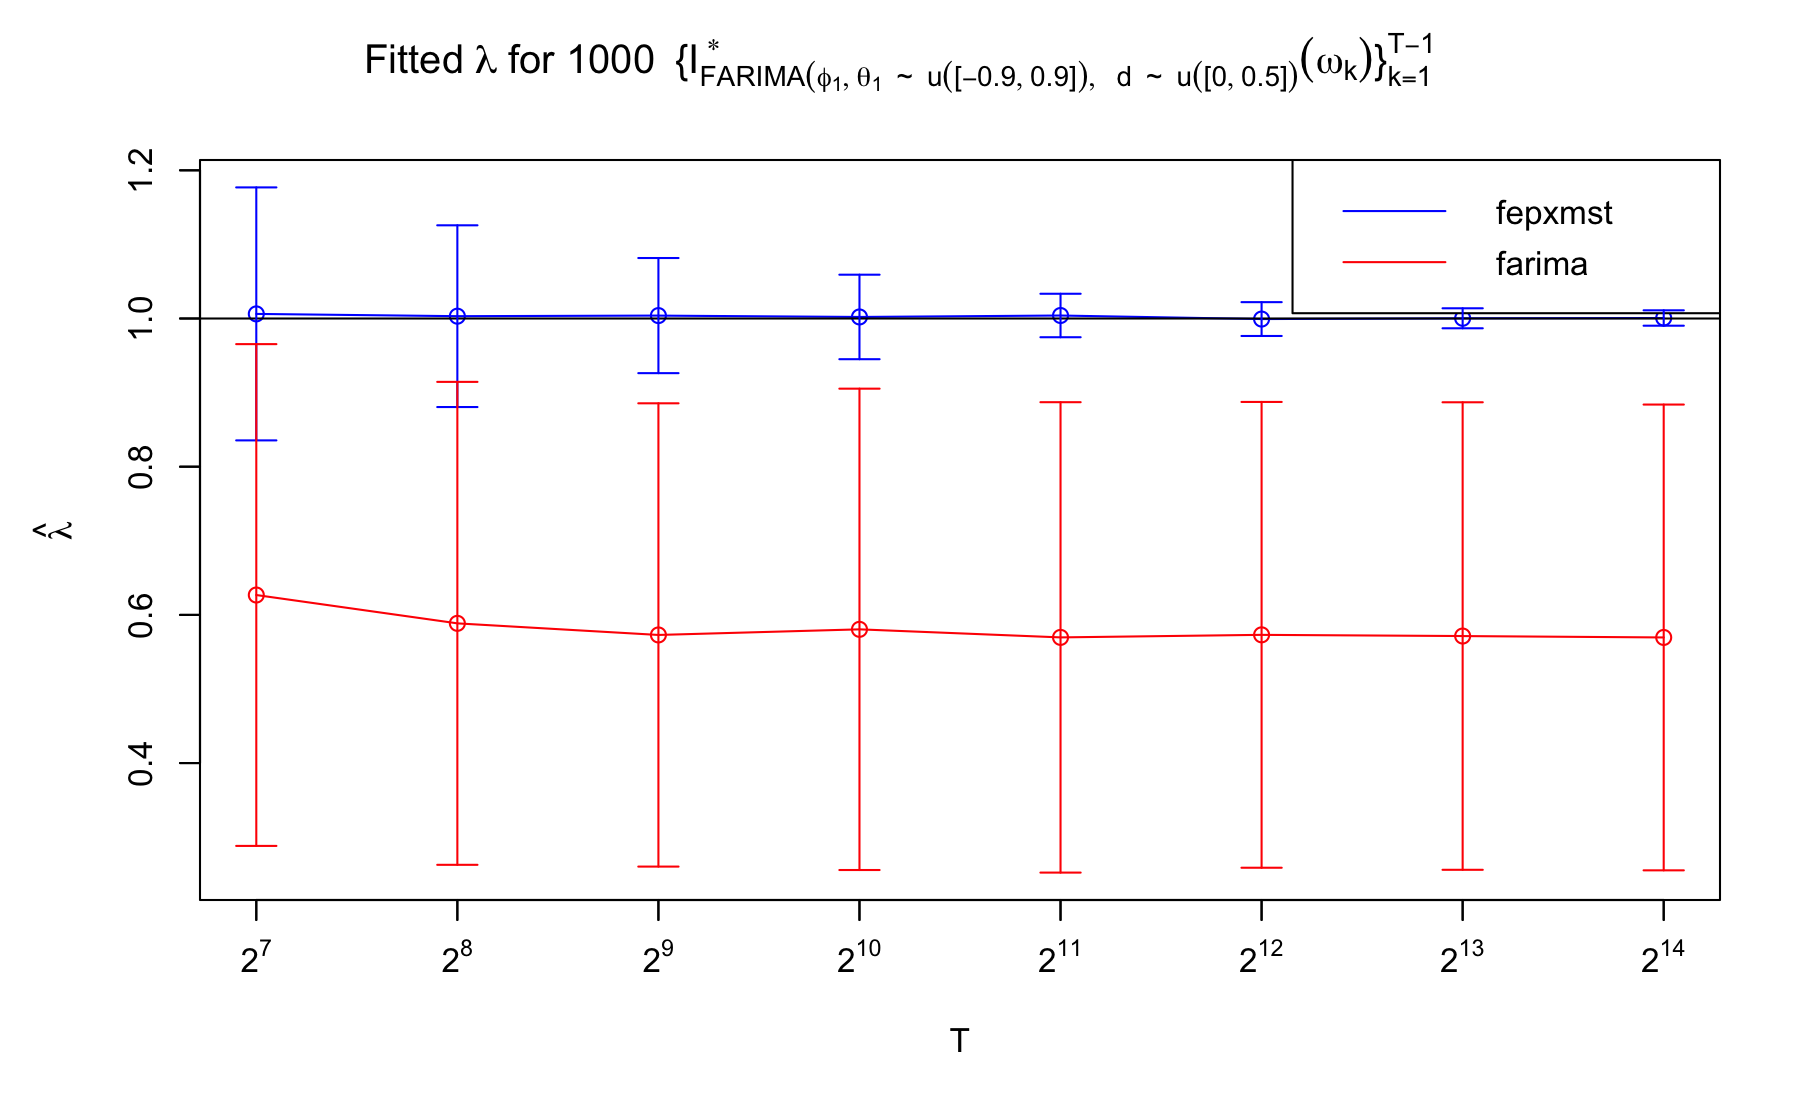 Fitted λ for 1000 {I*FARIMA(ϕ1, θ1 ~ u([−0.9, 0.9]), d ~ u([0, 0.5])(ωk)}T−1k=1
1.2
1.0
0.8
0.6
0.4
λ̂
fepxmst
farima
2^7 2^8 2^9 2^10 2^11 2^12 2^13 2^14
T